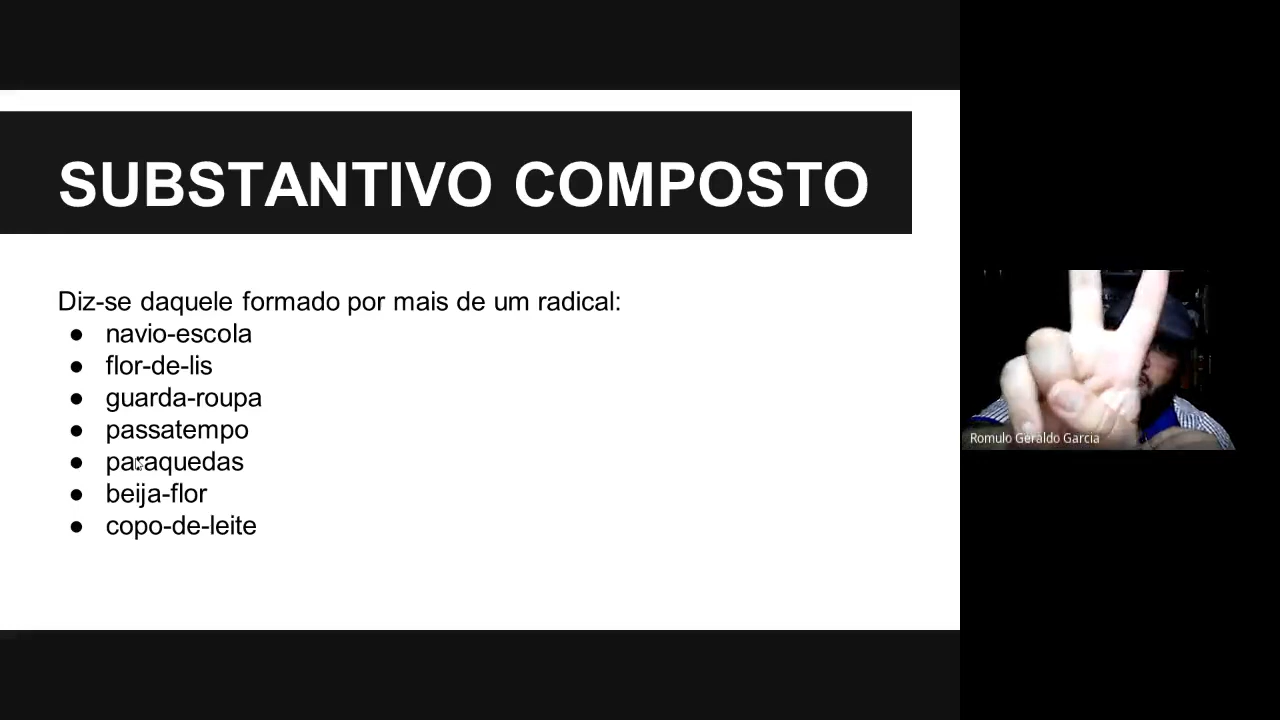 SUBSTANTIVO COMPOSTO
Diz-se daquele formado por mais de um radical:
● navio-escola
● flor-de-lis
● guarda-roupa
● passatempo
● paraquedas
● beija-flor
● copo-de-leite
Romulo Geraldo Garcia